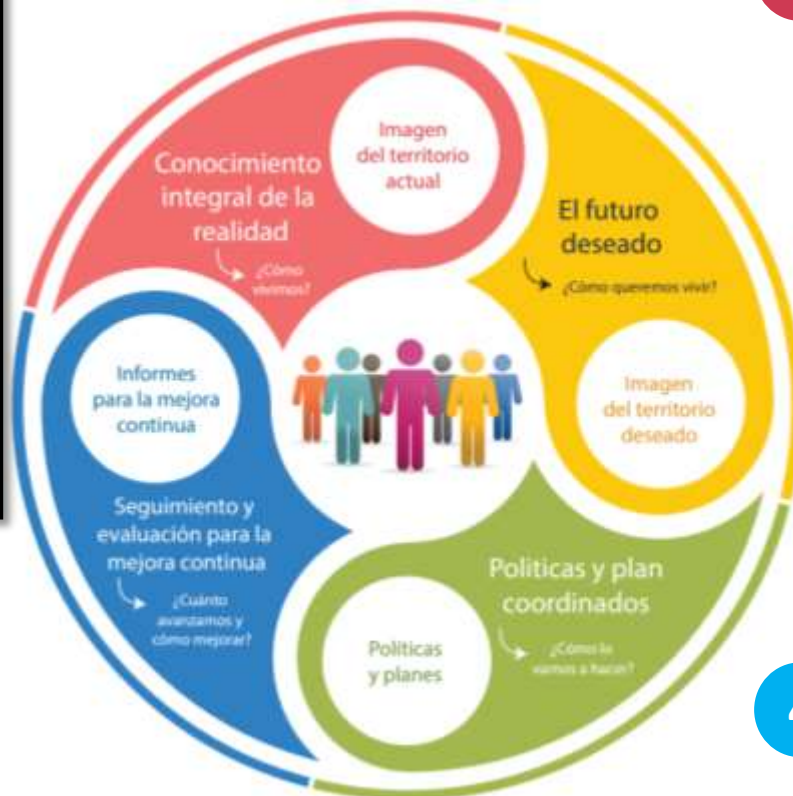 Imagen
del territorio
actual
Conocimiento
integral de la
realidad
¿Cómo
vivimos?
El futuro
deseado
¿Cómo queremos vivir?
Imagen
del territorio
deseado
Políticas y plan
coordinados
¿Cómo lo
vamos a hacer?
Políticas
y planes
Informes
para la mejora
continua
Seguimiento y
evaluación para la
mejora continua
¿Cuánto
avanzamos y
cómo mejorar?